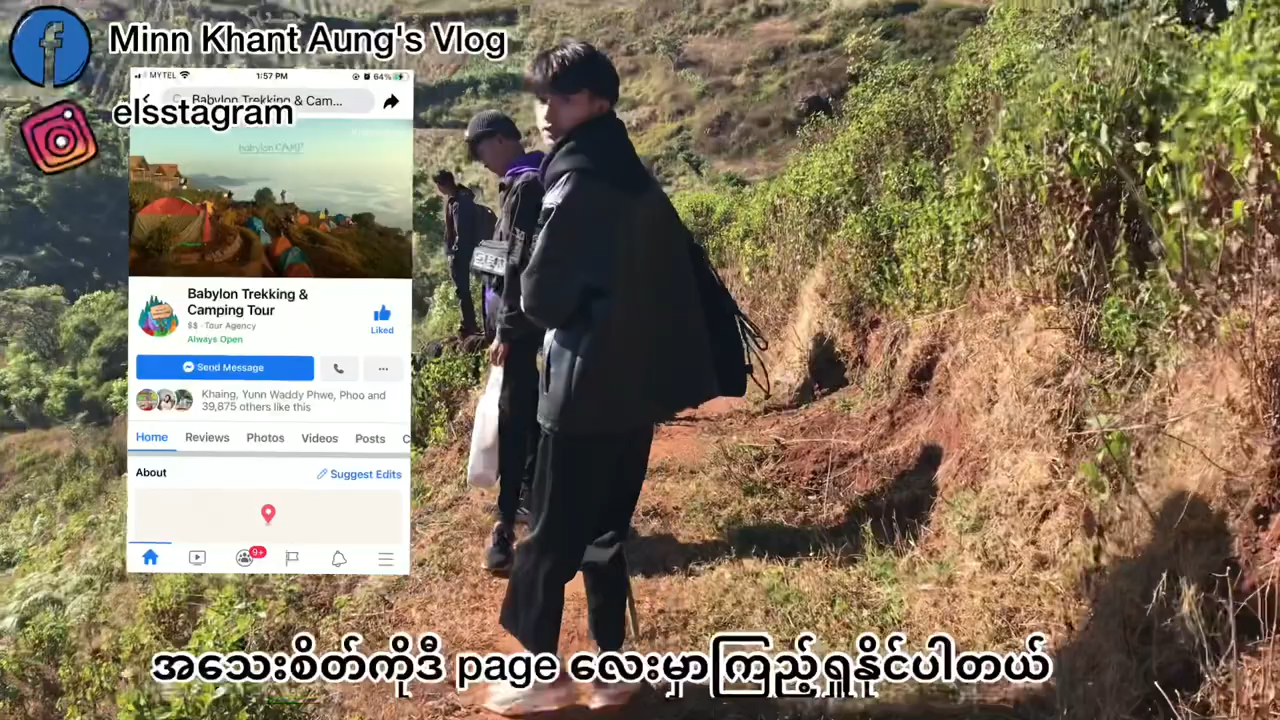 Minn Khant Aung's Vlog
MYTEL 1:57 PM 64%
Babylon Trekking & Cam...
elsstagram
babylon CAMP
Babylon Trekking &
Camping Tour
$$ · Tour Agency
Always Open
Liked
Send Message
Khaing, Yunn Waddy Phwe, Phoo and
39,875 others like this
Home Reviews Photos Videos Posts C
About Suggest Edits
9+
အသေးစိတ်ကိုဒီ page လေးမှာကြည့်ရှုနိုင်ပါတယ်